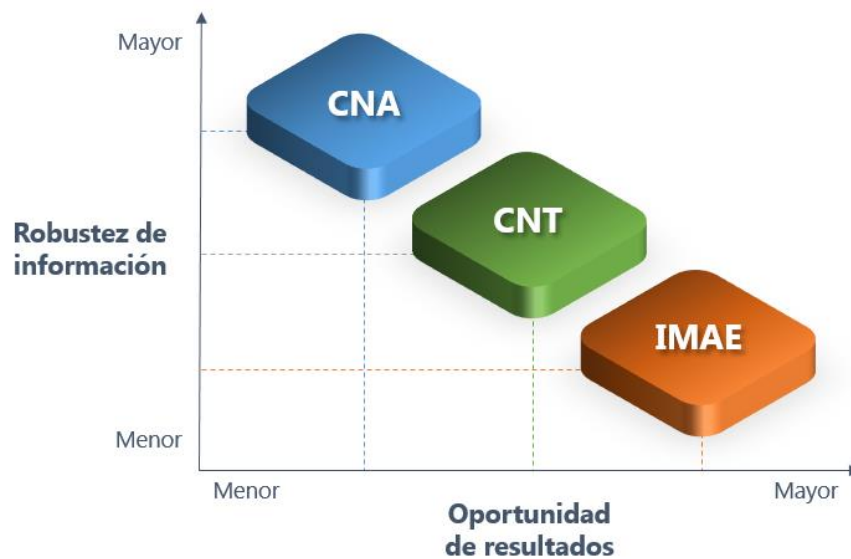 Mayor
CNA
CNT
Robustez de
información
IMAE
Menor
Menor
Mayor
Oportunidad
de resultados